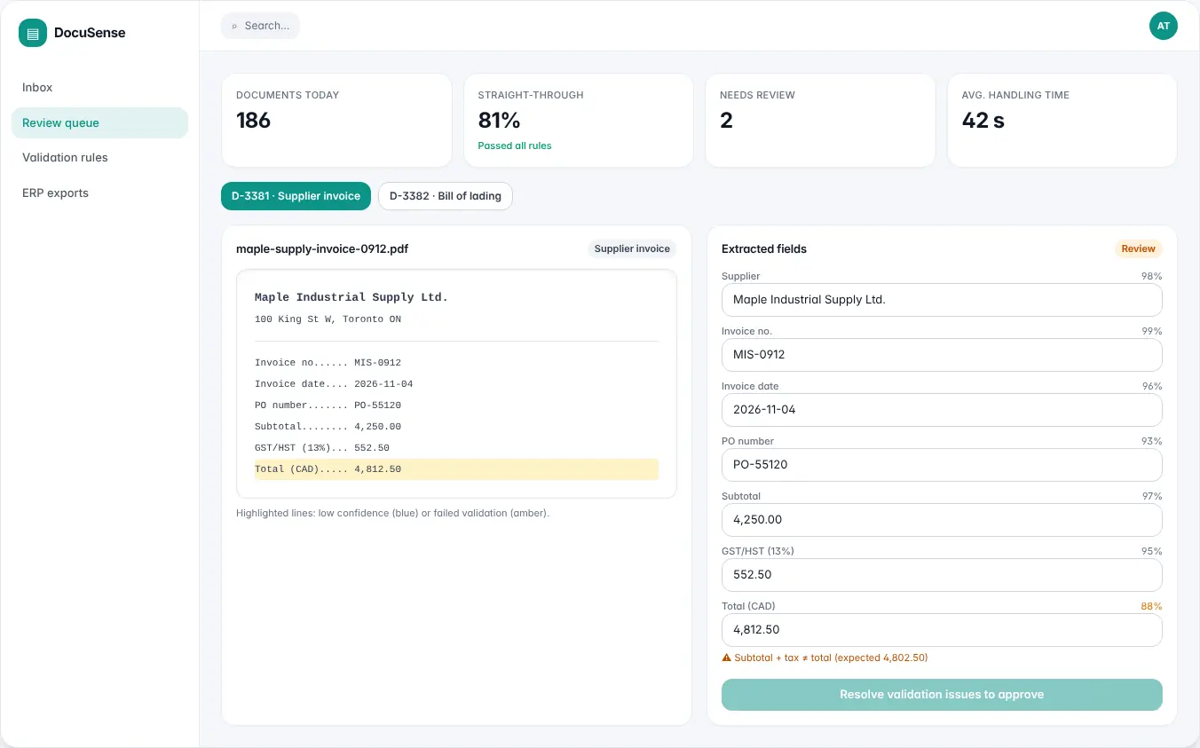 DocuSense
Search...
AT
Inbox
Review queue
Validation rules
ERP exports
DOCUMENTS TODAY
186
STRAIGHT-THROUGH
81%
Passed all rules
NEEDS REVIEW
2
AVG. HANDLING TIME
42 s
D-3381 · Supplier invoice
D-3382 · Bill of lading
maple-supply-invoice-0912.pdf
Supplier invoice
Maple Industrial Supply Ltd.
100 King St W, Toronto ON
Invoice no...... MIS-0912
Invoice date.... 2026-11-04
PO number....... PO-55120
Subtotal........ 4,250.00
GST/HST (13%)... 552.50
Total (CAD)..... 4,812.50
Highlighted lines: low confidence (blue) or failed validation (amber).
Extracted fields
Review
Supplier 98%
Maple Industrial Supply Ltd.
Invoice no. 99%
MIS-0912
Invoice date 96%
2026-11-04
PO number 93%
PO-55120
Subtotal 97%
4,250.00
GST/HST (13%) 95%
552.50
Total (CAD) 88%
4,812.50
⚠ Subtotal + tax ≠ total (expected 4,802.50)
Resolve validation issues to approve